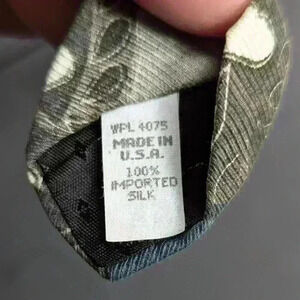 WPL 4075
MADE IN
U.S.A.
100%
IMPORTED
SILK